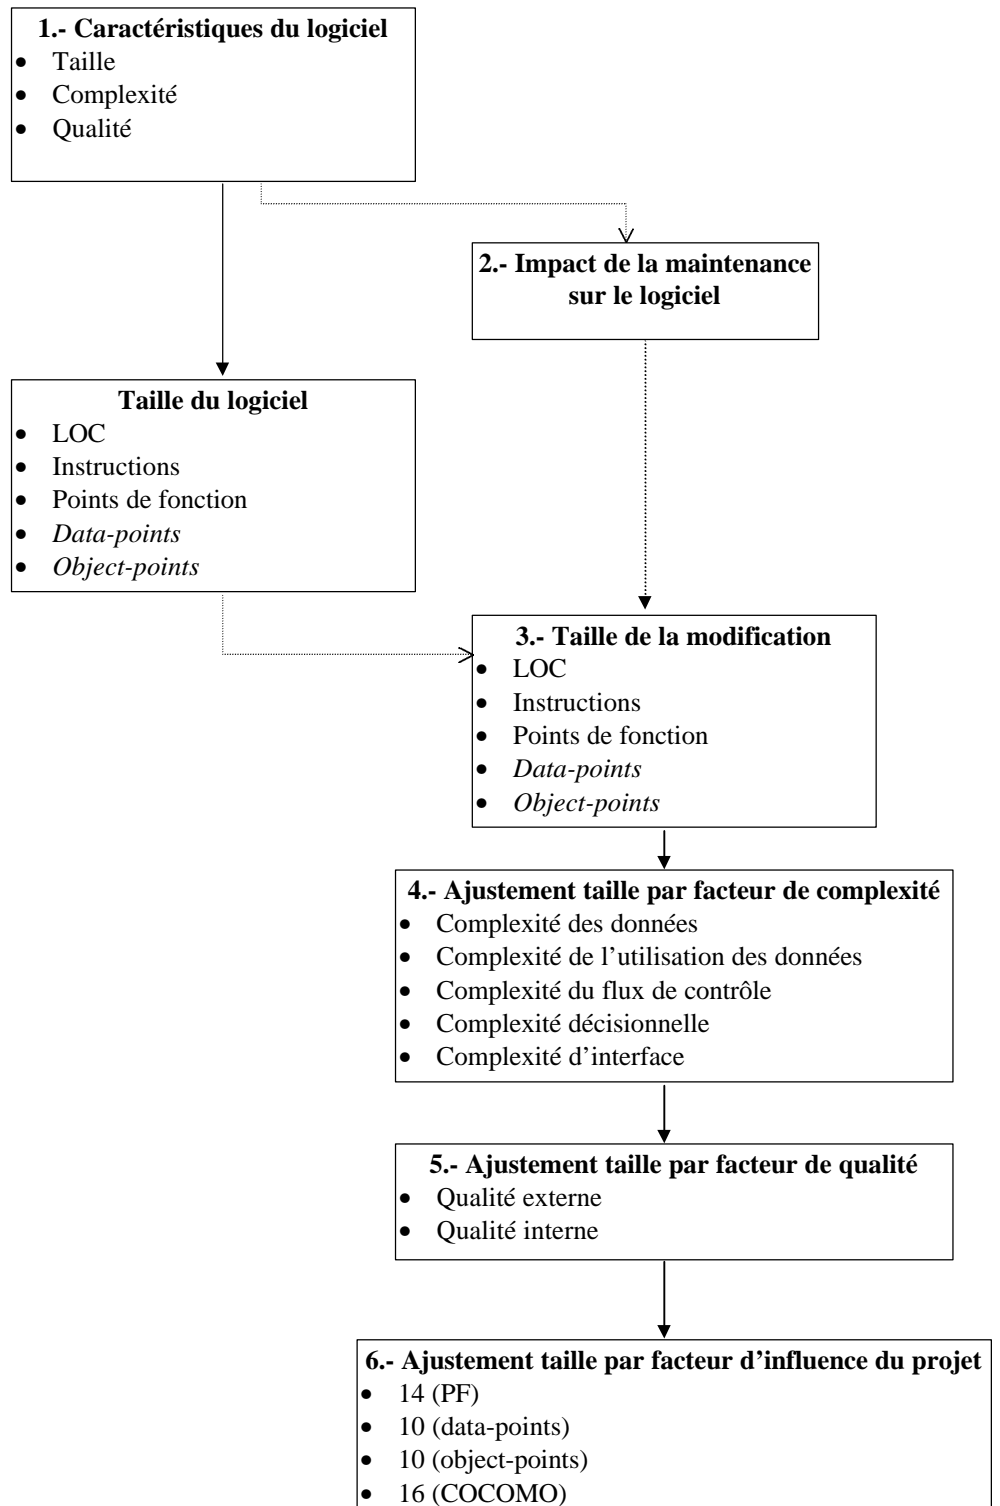 1.- Caractéristiques du logiciel
• Taille
• Complexité
• Qualité
2.- Impact de la maintenance
sur le logiciel
Taille du logiciel
• LOC
• Instructions
• Points de fonction
• Data-points
• Object-points
3.- Taille de la modification
• LOC
• Instructions
• Points de fonction
• Data-points
• Object-points
4.- Ajustement taille par facteur de complexité
• Complexité des données
• Complexité de l’utilisation des données
• Complexité du flux de contrôle
• Complexité décisionnelle
• Complexité d’interface
5.- Ajustement taille par facteur de qualité
• Qualité externe
• Qualité interne
6.- Ajustement taille par facteur d’influence du projet
• 14 (PF)
• 10 (data-points)
• 10 (object-points)
• 16 (COCOMO)